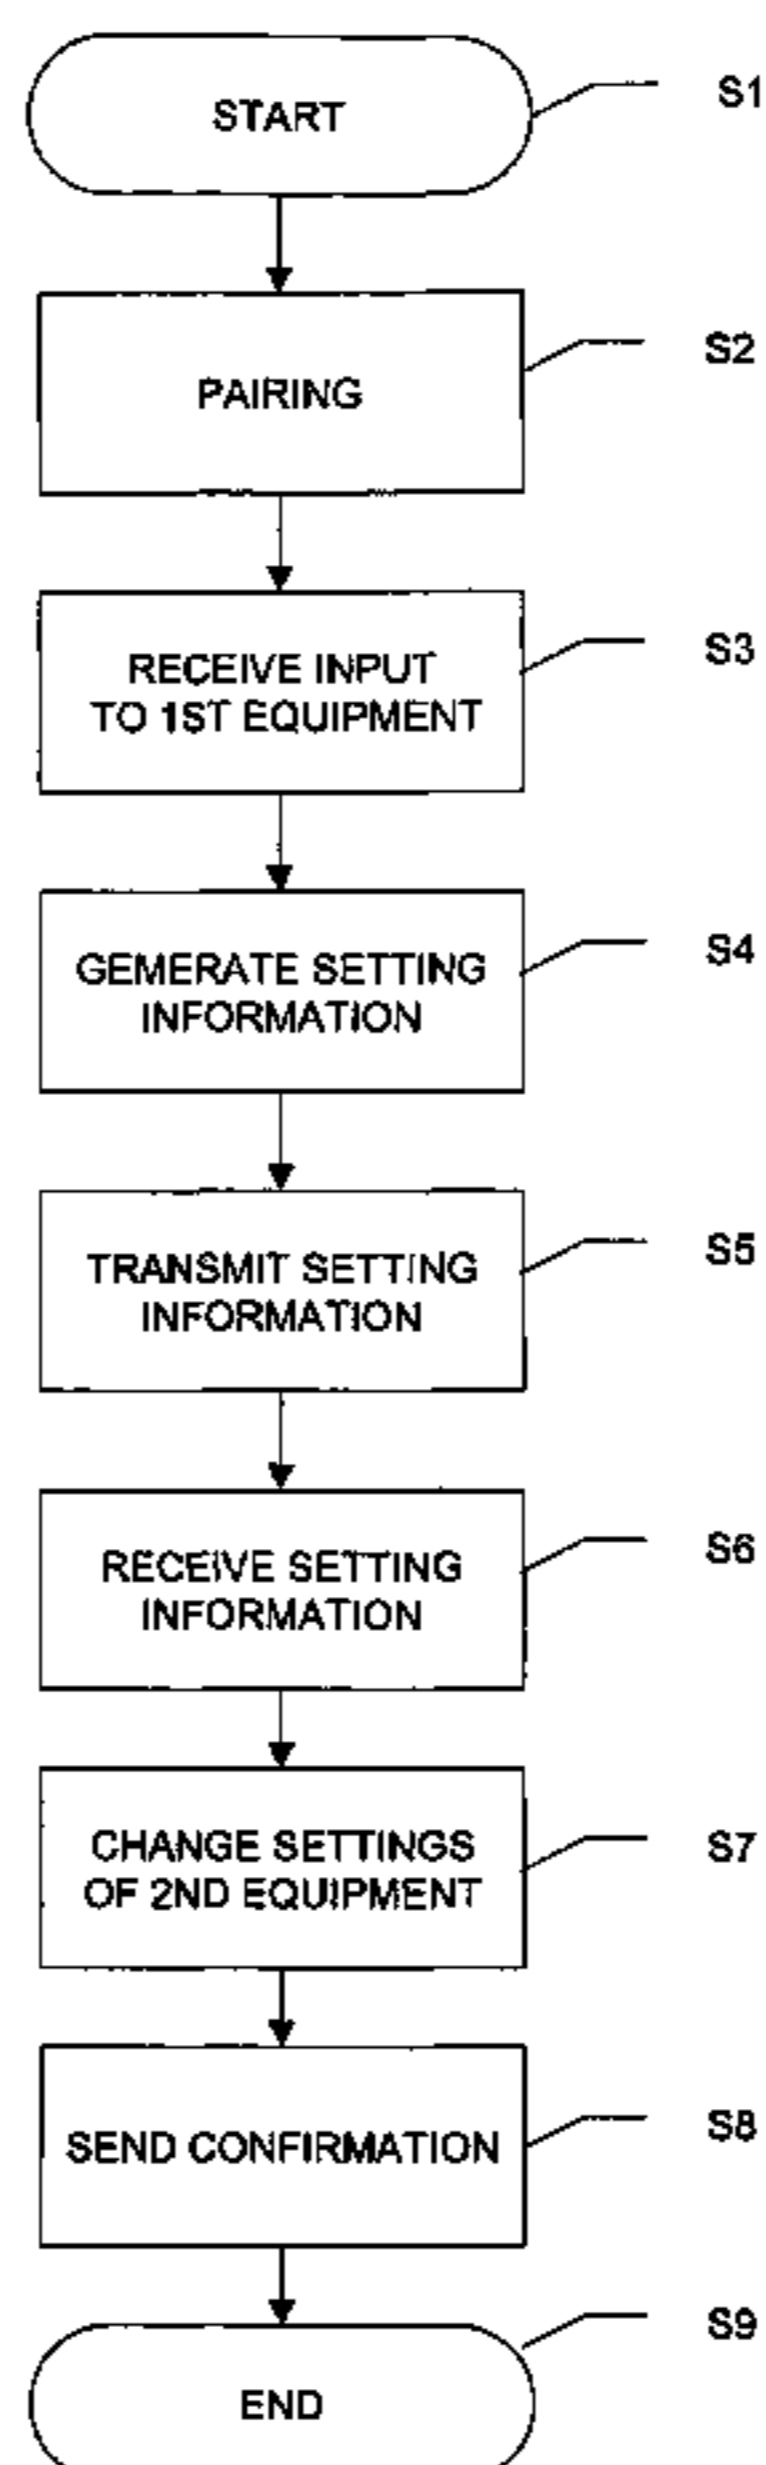 START
S1
PAIRING
S2
RECEIVE INPUT
TO 1ST EQUIPMENT
S3
GEMERATE SETTING
INFORMATION
S4
TRANSMIT SETTING
INFORMATION
S5
RECEIVE SETTING
INFORMATION
S6
CHANGE SETTINGS
OF 2ND EQUIPMENT
S7
SEND CONFIRMATION
S8
END
S9